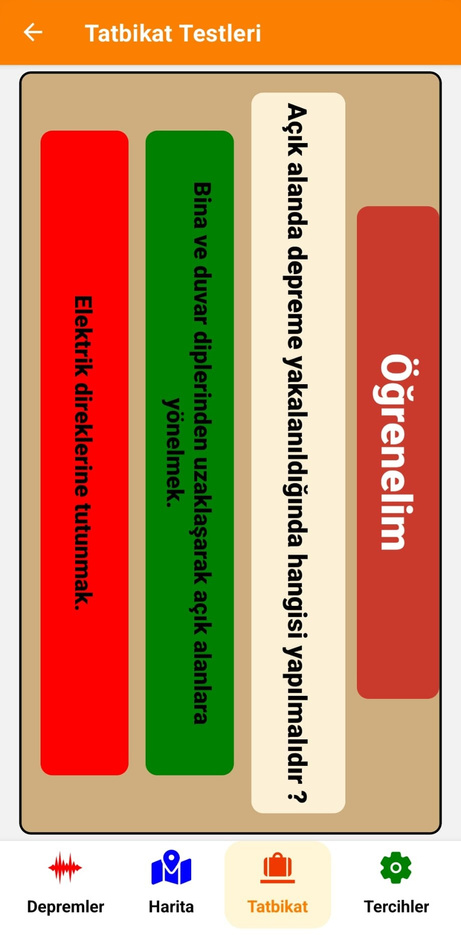 Tatbikat Testleri
Öğrenelim
Açık alanda depreme yakalanıldığında hangisi yapılmalıdır ?
Bina ve duvar diplerinden uzaklaşarak açık alanlara
yönelmek.
Elektrik direklerine tutunmak.
Depremler
Harita
Tatbikat
Tercihler